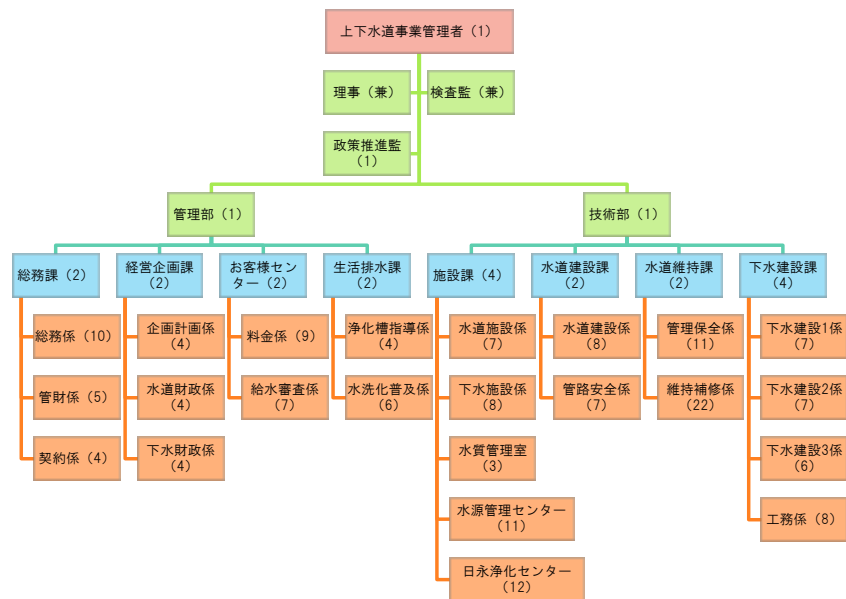 上下水道事業管理者（1）
理事（兼）
検査監（兼）
政策推進監
（1）
管理部（1）
技術部（1）
総務課（2）
経営企画課
（2）
お客様セン
ター（2）
生活排水課
（2）
施設課（4）
水道建設課
（2）
水道維持課
（2）
下水建設課
（4）
総務係（10）
管財係（5）
契約係（4）
企画計画係
（4）
水道財政係
（4）
下水財政係
（4）
料金係（9）
給水審査係
（7）
浄化槽指導係
（4）
水洗化普及係
（6）
水道施設係
（7）
下水施設係
（8）
水質管理室
（3）
水源管理センター
（11）
日永浄化センター
（12）
水道建設係
（8）
管路安全係
（7）
管理保全係
（11）
維持補修係
（22）
下水建設1係
（7）
下水建設2係
（7）
下水建設3係
（6）
工務係（8）